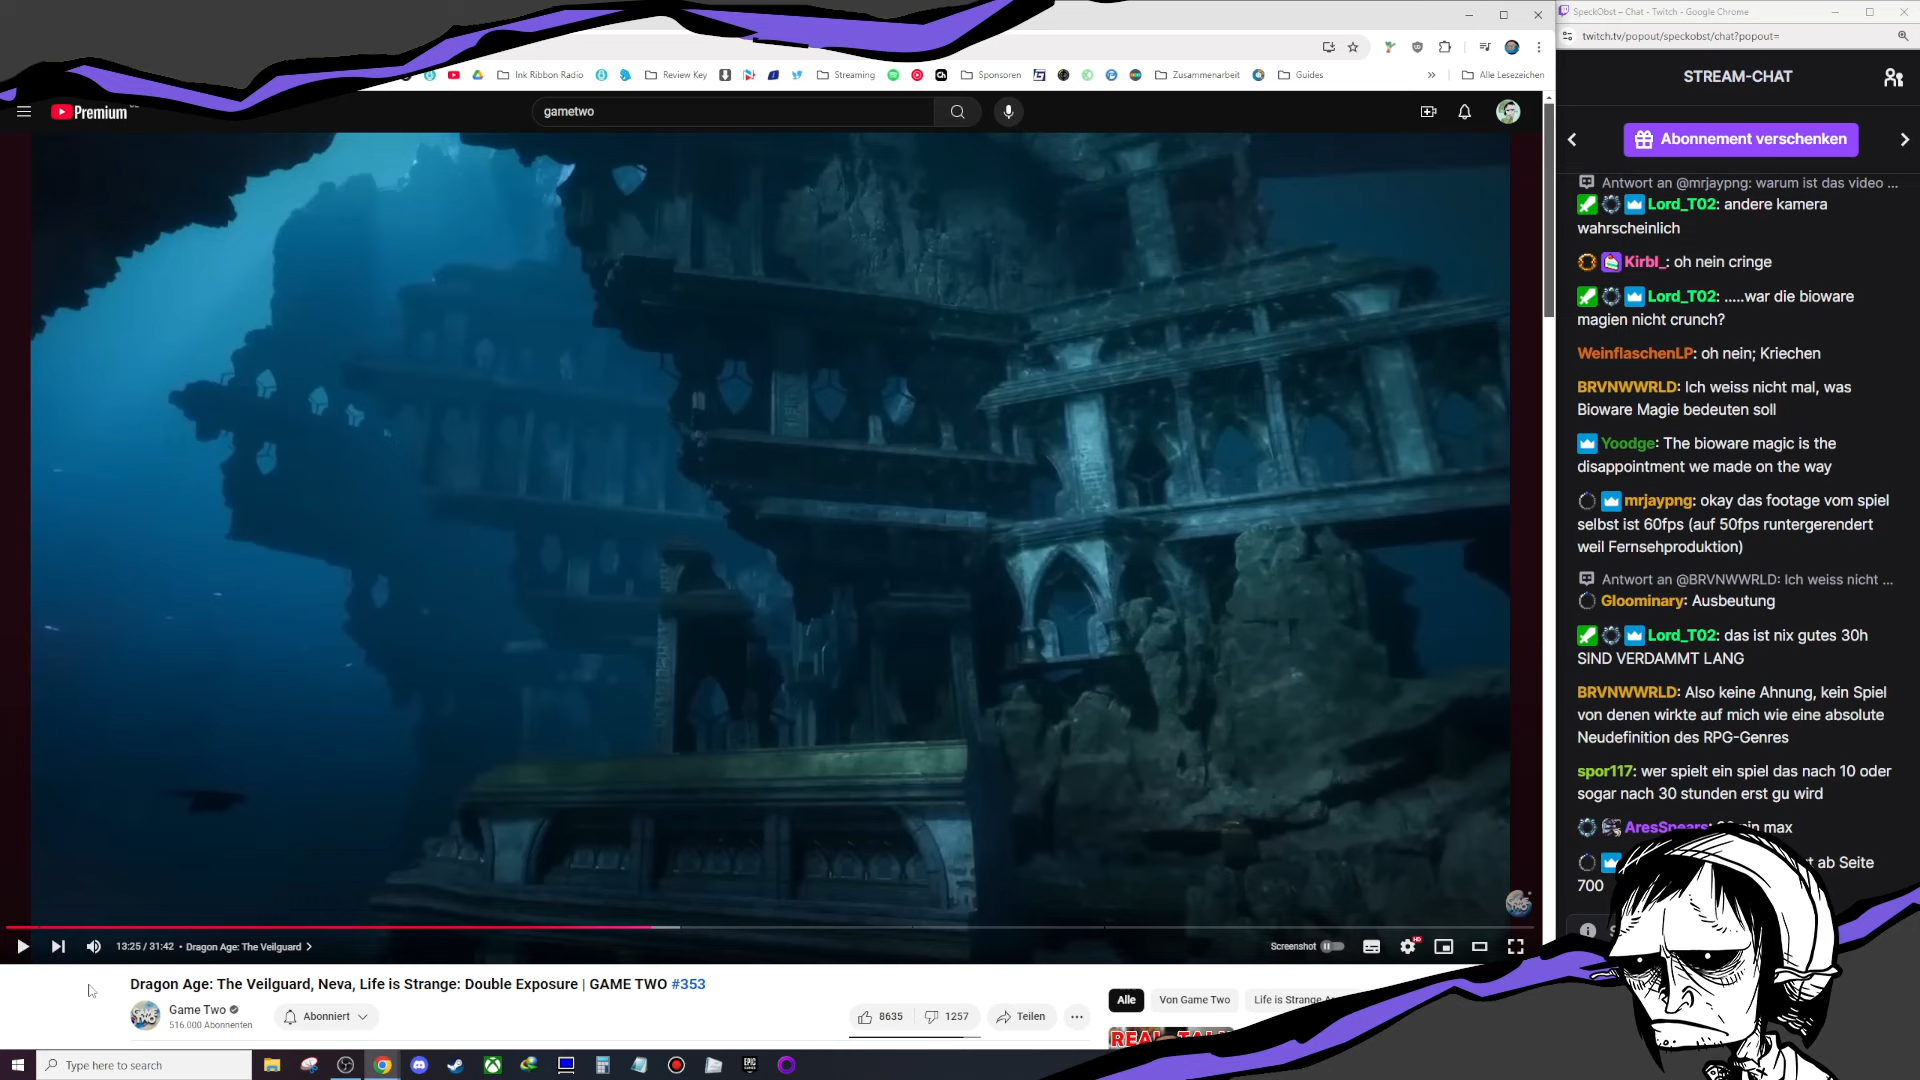 SpeckObst – Chat - Twitch - Google Chrome
twitch.tv/popout/speckobst/chat?popout=
Ink Ribbon Radio
Review Key
Streaming
Sponsoren
Zusammenarbeit
Guides
Alle Lesezeichen
Premium
gametwo
STREAM-CHAT
Abonnement verschenken
Antwort an @mrjaypng: warum ist das video ...
Lord_T02: andere kamera
wahrscheinlich
Kirbl_: oh nein cringe
Lord_T02: .....war die bioware
magien nicht crunch?
WeinflaschenLP: oh nein; Kriechen
BRVNWWRLD: Ich weiss nicht mal, was
Bioware Magie bedeuten soll
Yoodge: The bioware magic is the
disappointment we made on the way
mrjaypng: okay das footage vom spiel
selbst ist 60fps (auf 50fps runtergerendert
weil Fernsehproduktion)
Antwort an @BRVNWWRLD: Ich weiss nicht ...
Gloominary: Ausbeutung
Lord_T02: das ist nix gutes 30h
SIND VERDAMMT LANG
BRVNWWRLD: Also keine Ahnung, kein Spiel
von denen wirkte auf mich wie eine absolute
Neudefinition des RPG-Genres
spor117: wer spielt ein spiel das nach 10 oder
sogar nach 30 stunden erst gu wird
AresSpears: max
ab Seite
700
13:25 / 31:42 • Dragon Age: The Veilguard
Screenshot
HD
Dragon Age: The Veilguard, Neva, Life is Strange: Double Exposure | GAME TWO #353
Game Two
516.000 Abonnenten
Abonniert
8635
1257
Teilen
Alle
Von Game Two
Life is Strange
Type here to search